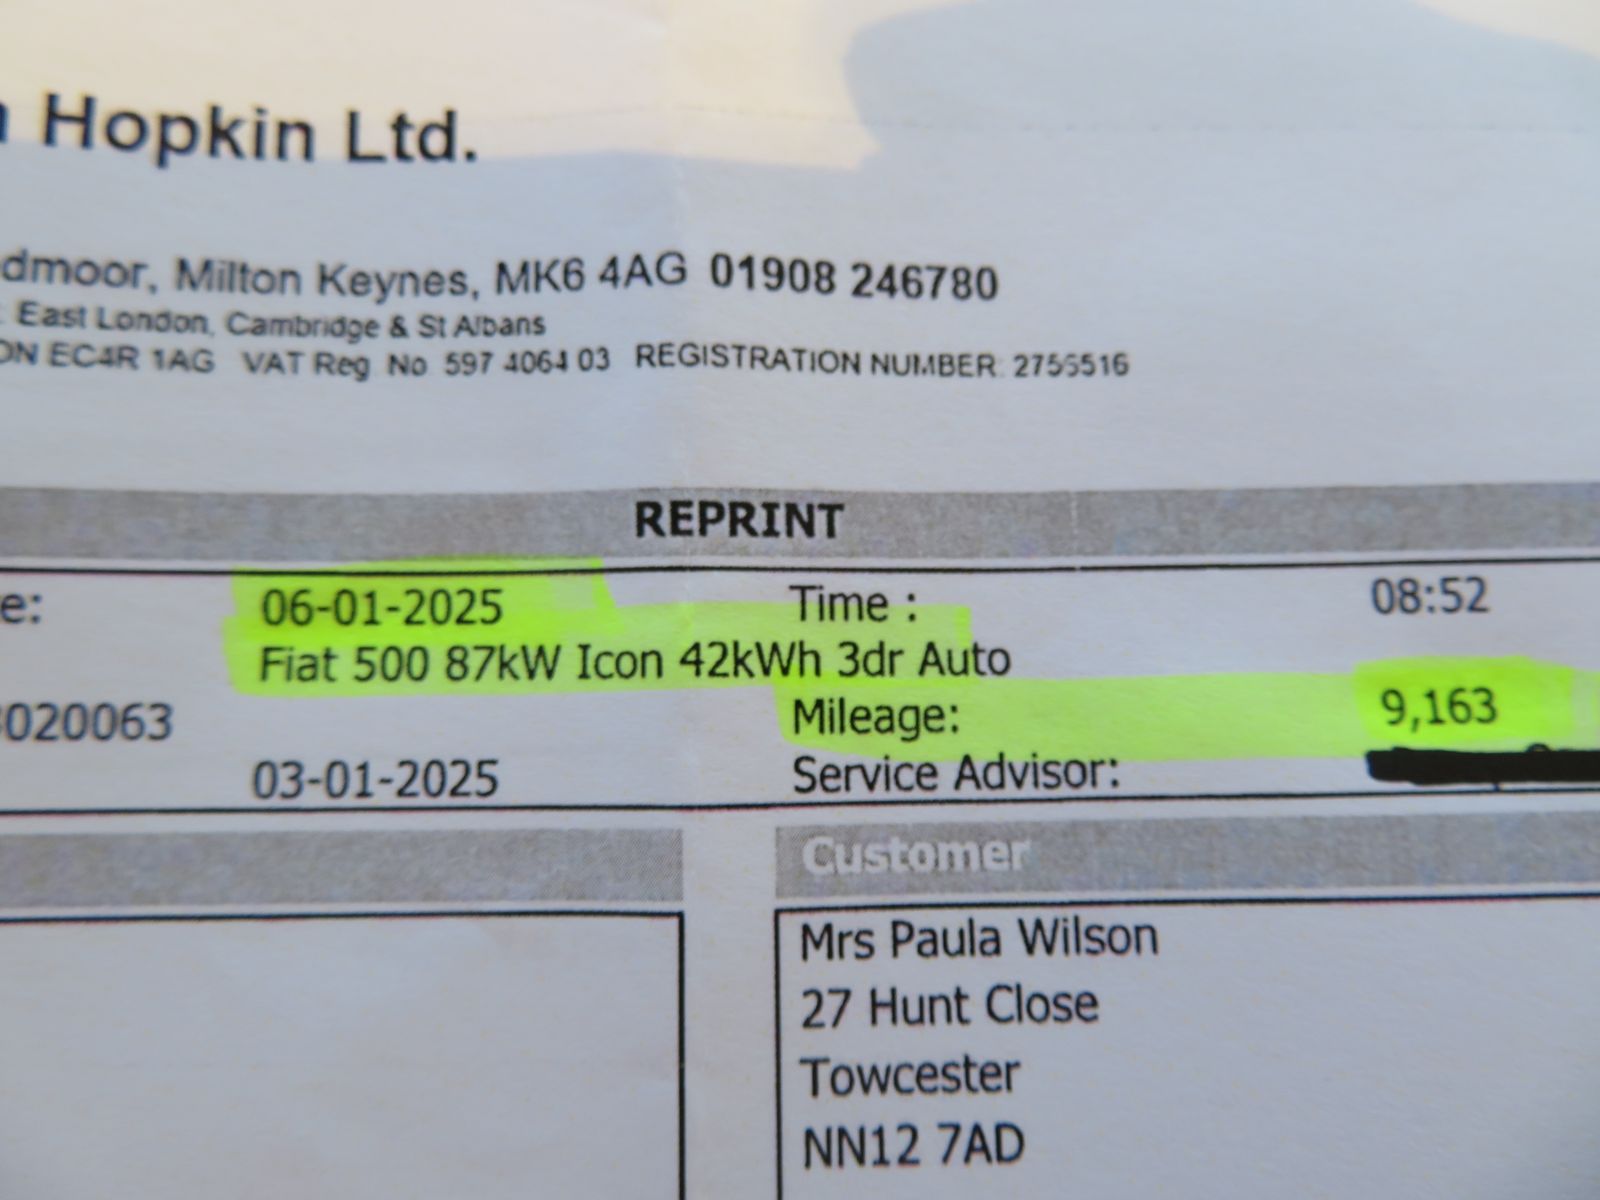 Hopkin Ltd.
dmoor, Milton Keynes, MK6 4AG 01908 246780
East London, Cambridge & St Albans
ON EC4R 1AG VAT Reg No 597 4064 03 REGISTRATION NUMBER: 2756516
REPRINT
e: 06-01-2025 Time : 08:52
Fiat 500 87kW Icon 42kWh 3dr Auto
020063 Mileage: 9,163
03-01-2025 Service Advisor:
Customer
Mrs Paula Wilson
27 Hunt Close
Towcester
NN12 7AD